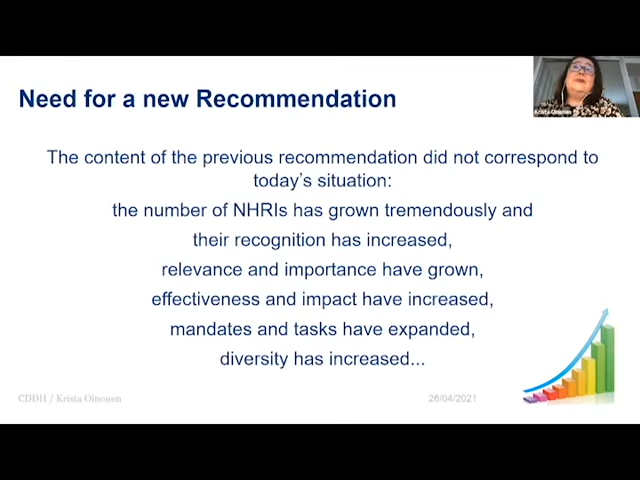 Need for a new Recommendation
Krista Oinonen
The content of the previous recommendation did not correspond to
today's situation:
the number of NHRIs has grown tremendously and
their recognition has increased,
relevance and importance have grown,
effectiveness and impact have increased,
mandates and tasks have expanded,
diversity has increased...
CDDH / Krista Oinonen
26/04/2021